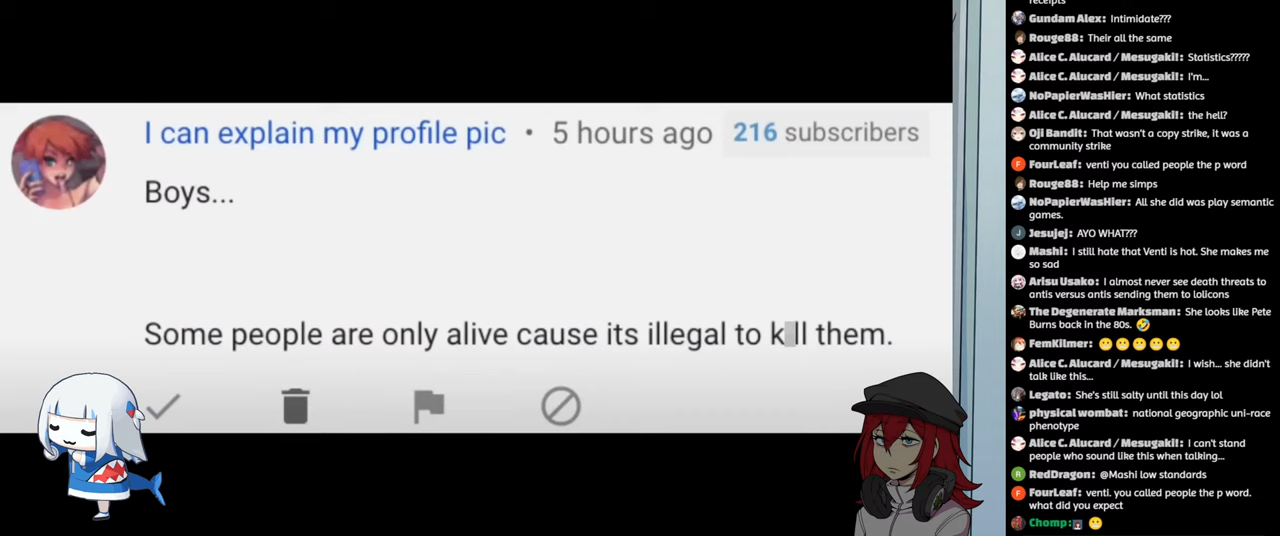 I can explain my profile pic • 5 hours ago 216 subscribers
Boys...
Some people are only alive cause its illegal to kill them.
receipts
Gundam Alex: Intimidate???
Rouge88: Their all the same
Alice C. Alucard / Mesugaki!: Statistics?????
Alice C. Alucard / Mesugaki!: I'm...
NoPapierWasHier: What statistics
Alice C. Alucard / Mesugaki!: the hell?
Oji Bandit: That wasn't a copy strike, it was a
community strike
FourLeaf: venti you called people the p word
Rouge88: Help me simps
NoPapierWasHier: All she did was play semantic
games.
Jesujej: AYO WHAT???
Mashi: I still hate that Venti is hot. She makes me
so sad
Arisu Usako: I almost never see death threats to
antis versus antis sending them to lolicons
The Degenerate Marksman: She looks like Pete
Burns back in the 80s. 🤣
FemKilmer: 😬😬😬😬😬
Alice C. Alucard / Mesugaki!: I wish... she didn't
talk like this...
Legato: She's still salty until this day lol
physical wombat: national geographic uni-race
phenotype
Alice C. Alucard / Mesugaki!: I can't stand
people who sound like this when talking...
RedDragon: @Mashi low standards
FourLeaf: venti. you called people the p word.
what did you expect
Chomp: 😬